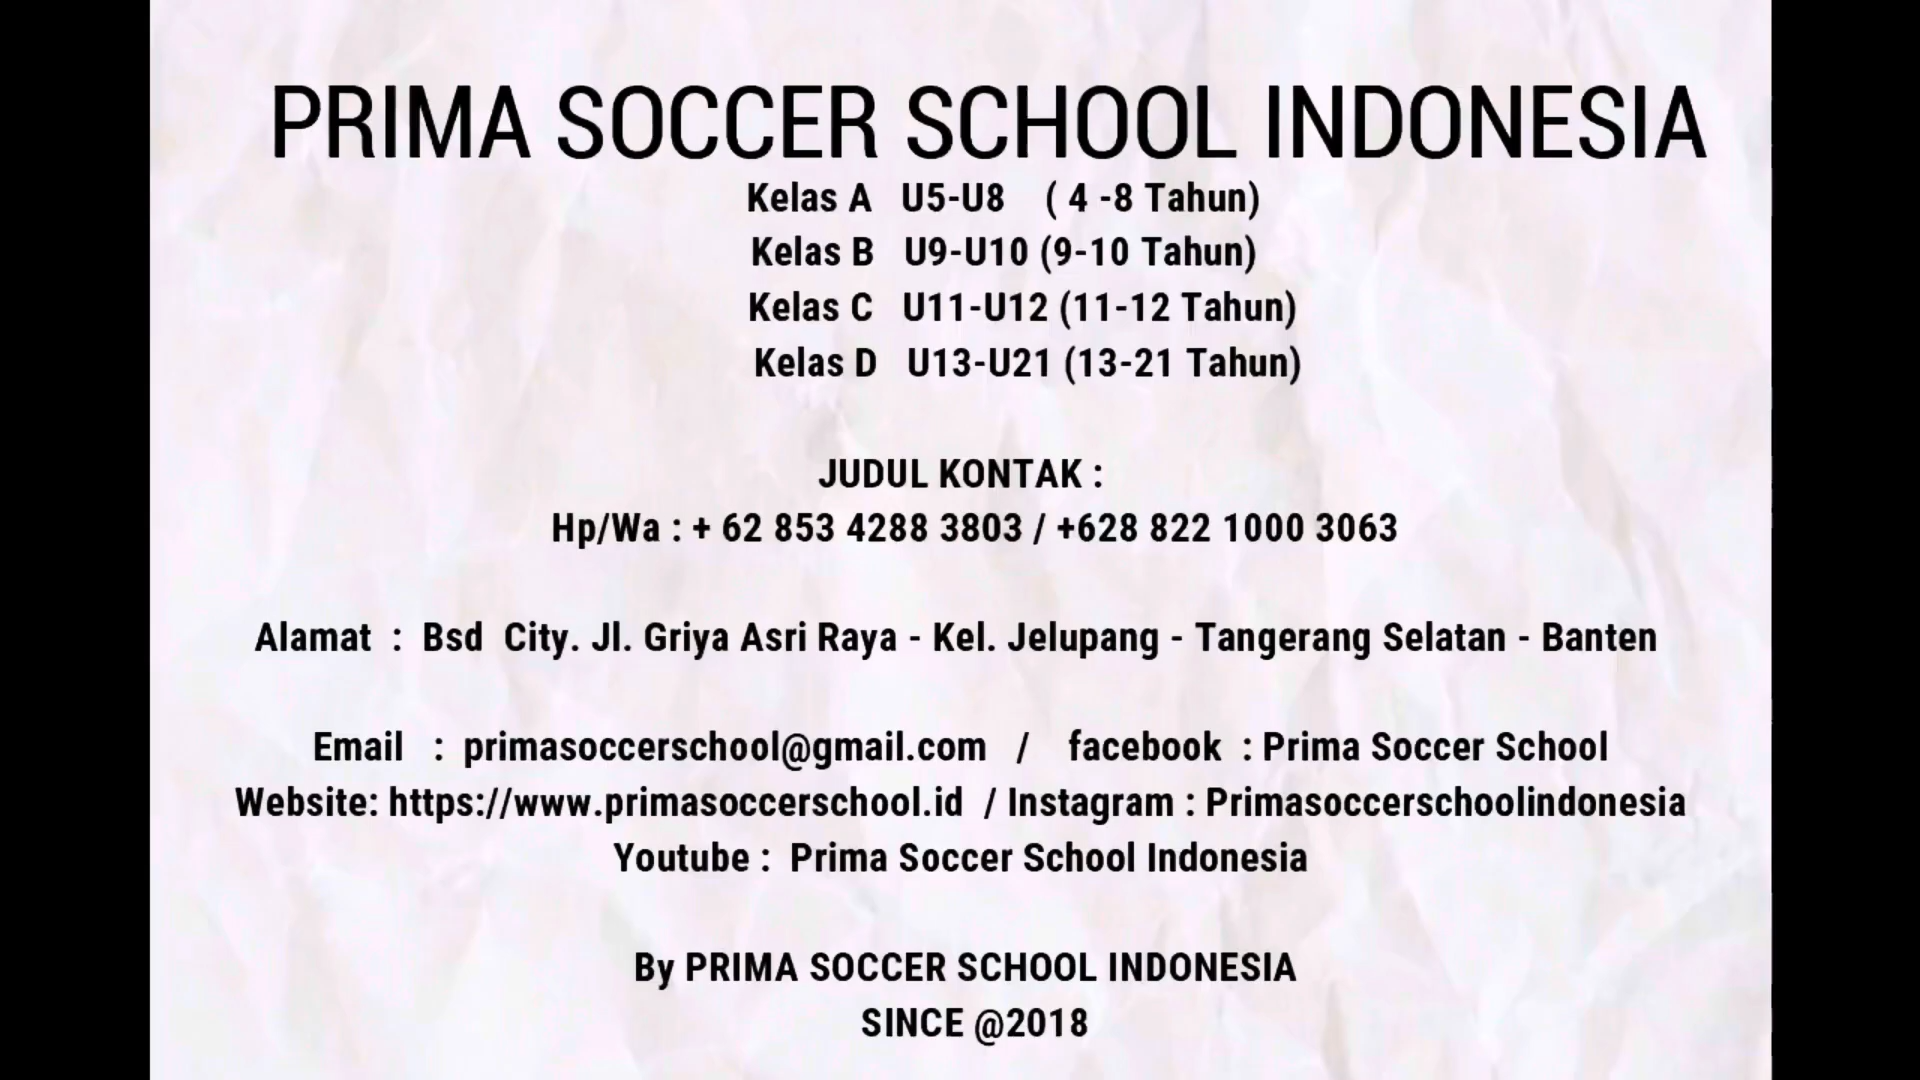 PRIMA SOCCER SCHOOL INDONESIA
Kelas A U5-U8 ( 4 -8 Tahun)
Kelas B U9-U10 (9-10 Tahun)
Kelas C U11-U12 (11-12 Tahun)
Kelas D U13-U21 (13-21 Tahun)
JUDUL KONTAK :
Hp/Wa : + 62 853 4288 3803 / +628 822 1000 3063
Alamat : Bsd City. Jl. Griya Asri Raya - Kel. Jelupang - Tangerang Selatan - Banten
Email : primasoccerschool@gmail.com / facebook : Prima Soccer School
Website: https://www.primasoccerschool.id / Instagram : Primasoccerschoolindonesia
Youtube : Prima Soccer School Indonesia
By PRIMA SOCCER SCHOOL INDONESIA
SINCE @2018